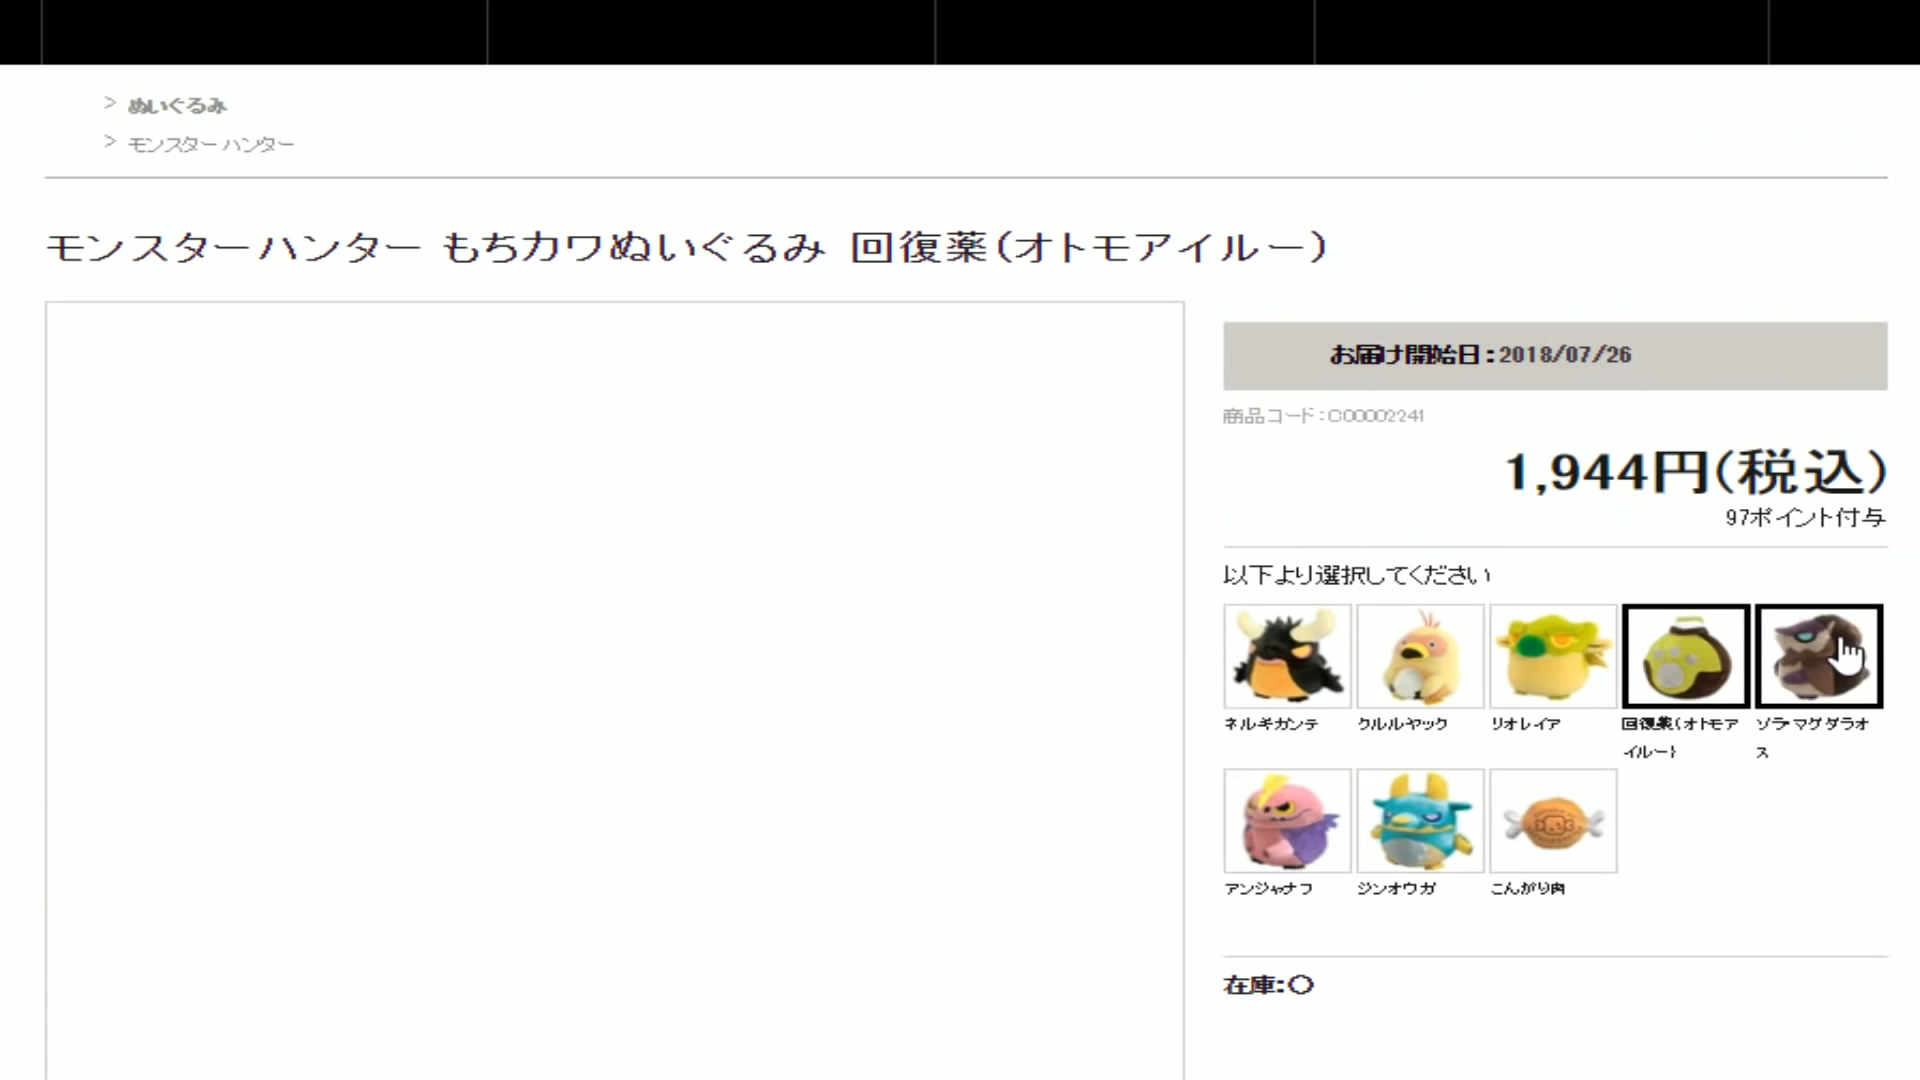 > ぬいぐるみ
> モンスターハンター
モンスターハンター もちカワぬいぐるみ 回復薬(オトモアイルー)
お届け開始日:2018/07/26
商品コード:C00002241
1,944円(税込)
97ポイント付与
以下より選択してください
ネルギガンテ
クルルヤック
リオレイア
回復薬(オトモア
イルー)
ゾラ・マグダラオ
ス
アンジャナフ
ジンオウガ
こんがり肉
在庫:〇